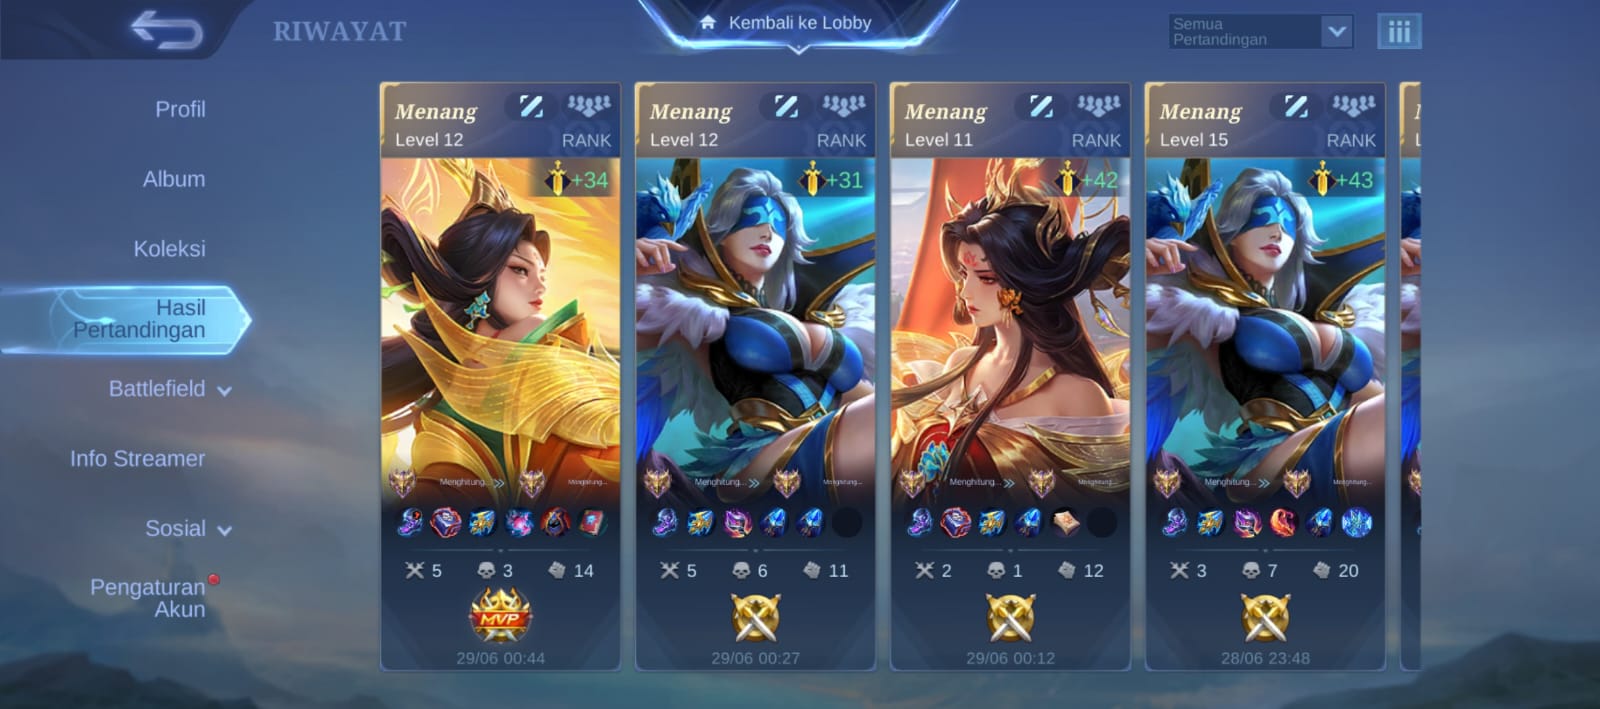 RIWAYAT
Kembali ke Lobby
Semua
Pertandingan
Profil
Album
Koleksi
Hasil
Pertandingan
Battlefield
Info Streamer
Sosial
Pengaturan
Akun
Menang
Level 12
RANK
+34
Menghitung...
Menghitung...
5
3
14
MVP
29/06 00:44
Menang
Level 12
RANK
+31
Menghitung...
Menghitung...
5
6
11
29/06 00:27
Menang
Level 11
RANK
+42
Menghitung...
Menghitung...
2
1
12
29/06 00:12
Menang
Level 15
RANK
+43
Menghitung...
Menghitung...
3
7
20
28/06 23:48